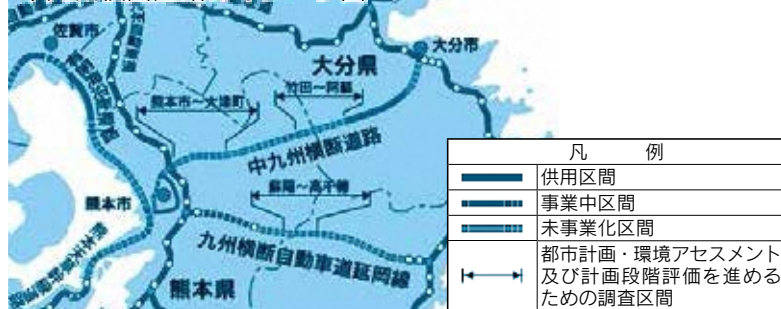 佐賀市
大分市
大分県
竹田〜阿蘇
熊本市〜大津町
中九州横断道路
蘇陽〜高千穂
熊本市
九州横断自動車道延岡線
熊本県
凡 例
供用区間
事業中区間
未事業化区間
都市計画・環境アセスメント
及び計画段階評価を進める
ための調査区間